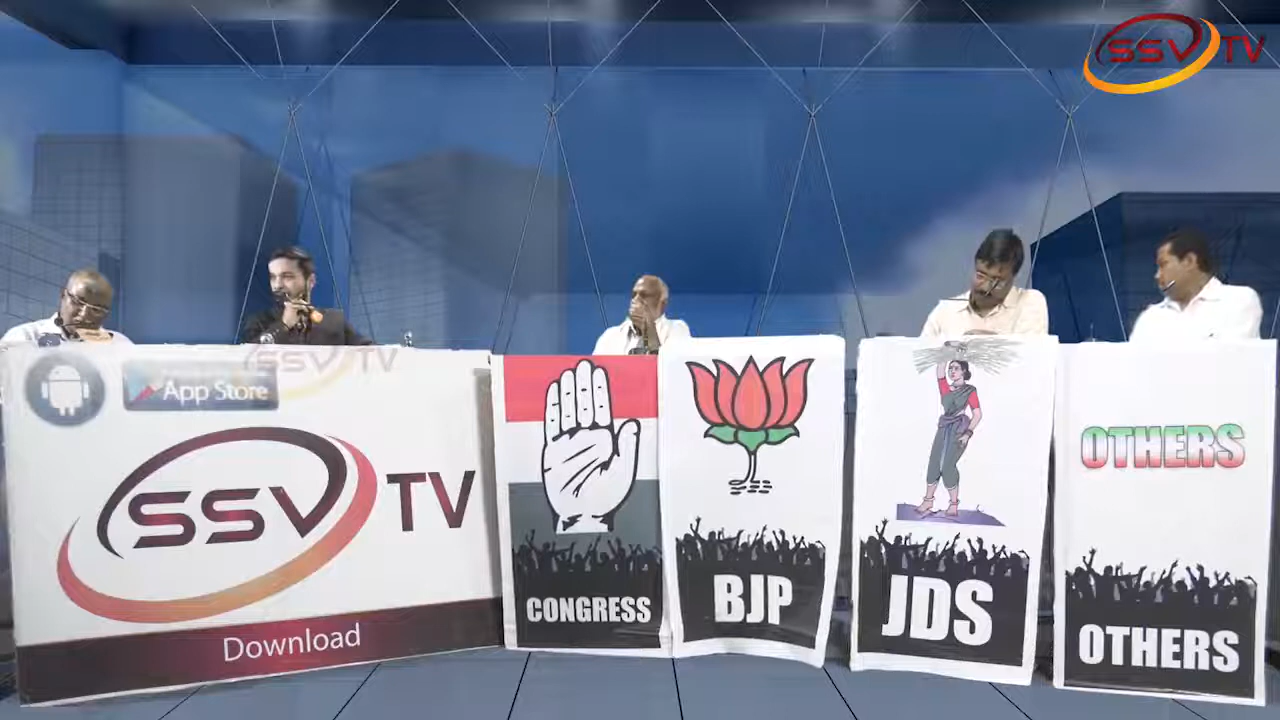 SSV TV
SSV TV
App Store
SSV TV
Download
CONGRESS
BJP
JDS
OTHERS
OTHERS